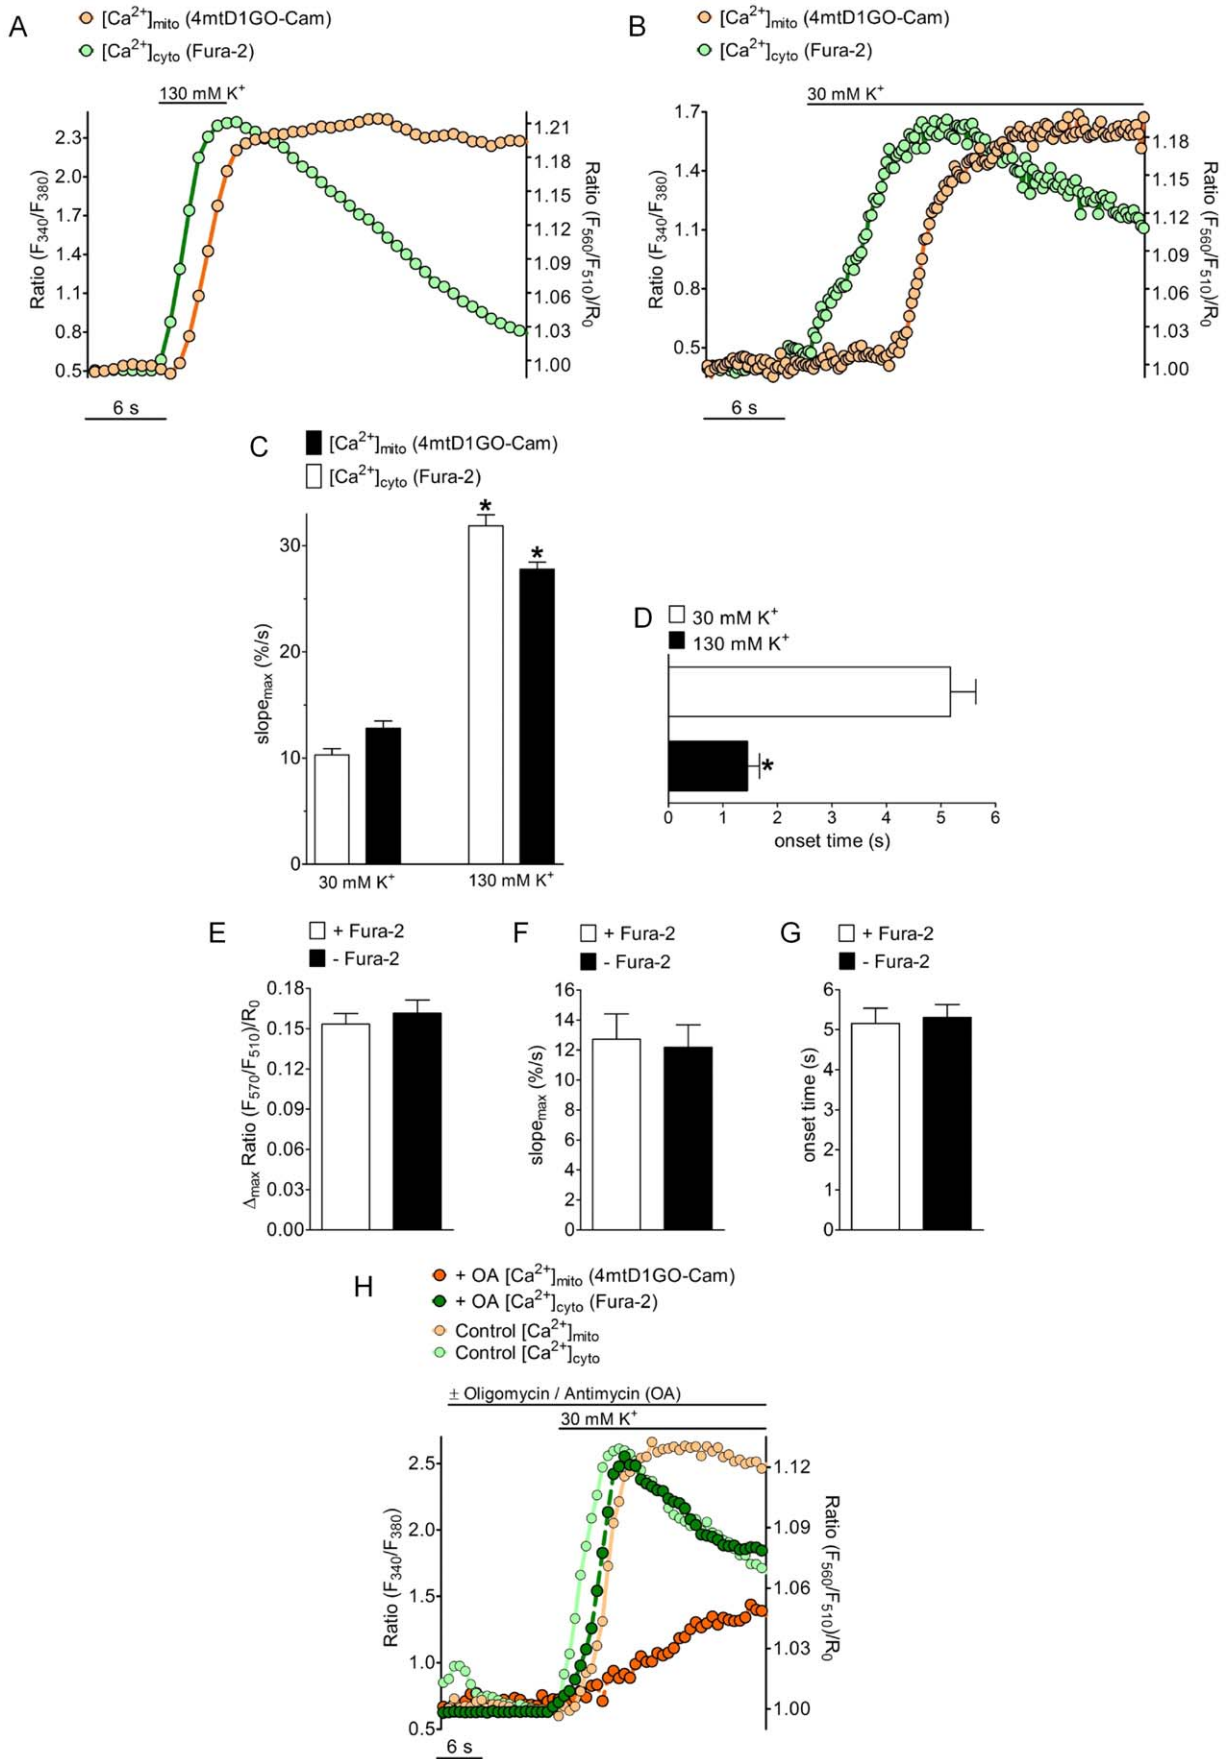 A
[Ca2+]mito (4mtD1GO-Cam)
[Ca2+]cyto (Fura-2)
130 mM K+
Ratio (F340/F380)
2.3
2.0
1.7
1.4
1.1
0.8
0.5
1.21
1.18
1.15
1.12
1.09
1.06
1.03
1.00
Ratio (F560/F510)/R0
6 s
B
[Ca2+]mito (4mtD1GO-Cam)
[Ca2+]cyto (Fura-2)
30 mM K+
Ratio (F340/F380)
1.7
1.4
1.1
0.8
0.5
1.18
1.15
1.12
1.09
1.06
1.03
1.00
Ratio (F560/F510)/R0
6 s
C
[Ca2+]mito (4mtD1GO-Cam)
[Ca2+]cyto (Fura-2)
slopemax (%/s)
30
20
10
0
*
*
30 mM K+
130 mM K+
D
30 mM K+
130 mM K+
*
0 1 2 3 4 5 6
onset time (s)
E
+ Fura-2
- Fura-2
Δmax Ratio (F570/F510)/R0
0.18
0.15
0.12
0.09
0.06
0.03
0.00
F
+ Fura-2
- Fura-2
slopemax (%/s)
16
14
12
10
8
6
4
2
0
G
+ Fura-2
- Fura-2
onset time (s)
6
5
4
3
2
1
0
H
+ OA [Ca2+]mito (4mtD1GO-Cam)
+ OA [Ca2+]cyto (Fura-2)
Control [Ca2+]mito
Control [Ca2+]cyto
± Oligomycin / Antimycin (OA)
30 mM K+
Ratio (F340/F380)
2.5
2.0
1.5
1.0
0.5
1.12
1.09
1.06
1.03
1.00
Ratio (F560/F510)/R0
6 s